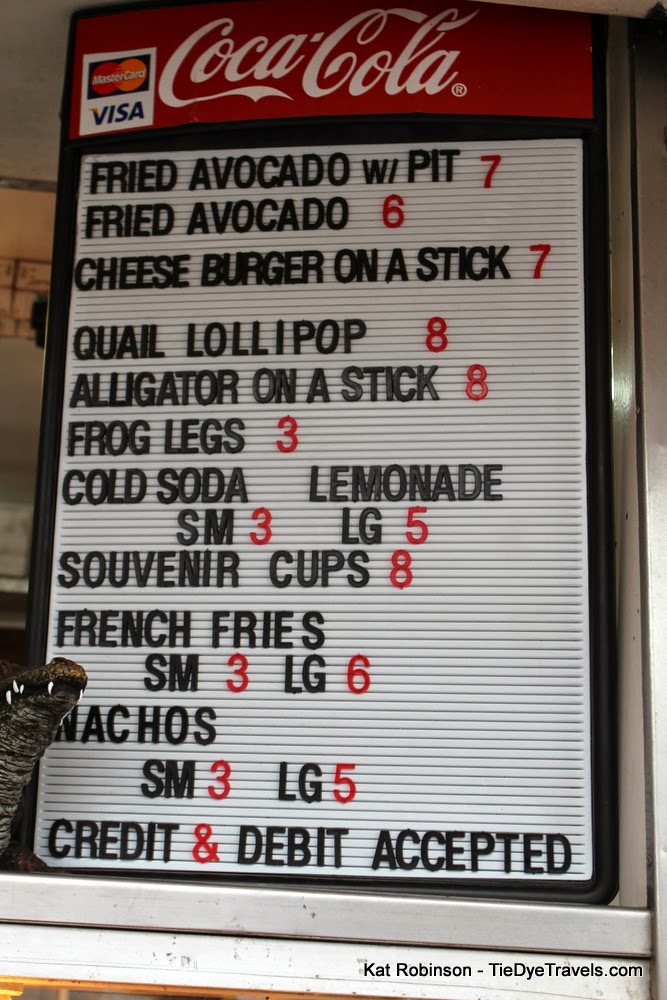 MasterCard
VISA
Coca-Cola®
FRIED AVOCADO W/ PIT 7
FRIED AVOCADO 6
CHEESE BURGER ON A STICK 7
QUAIL LOLLIPOP 8
ALLIGATOR ON A STICK 8
FROG LEGS 3
COLD SODA LEMONADE
SM 3 LG 5
SOUVENIR CUPS 8
FRENCH FRIES
SM 3 LG 6
NACHOS
SM 3 LG 5
CREDIT & DEBIT ACCEPTED
Kat Robinson - TieDyeTravels.com